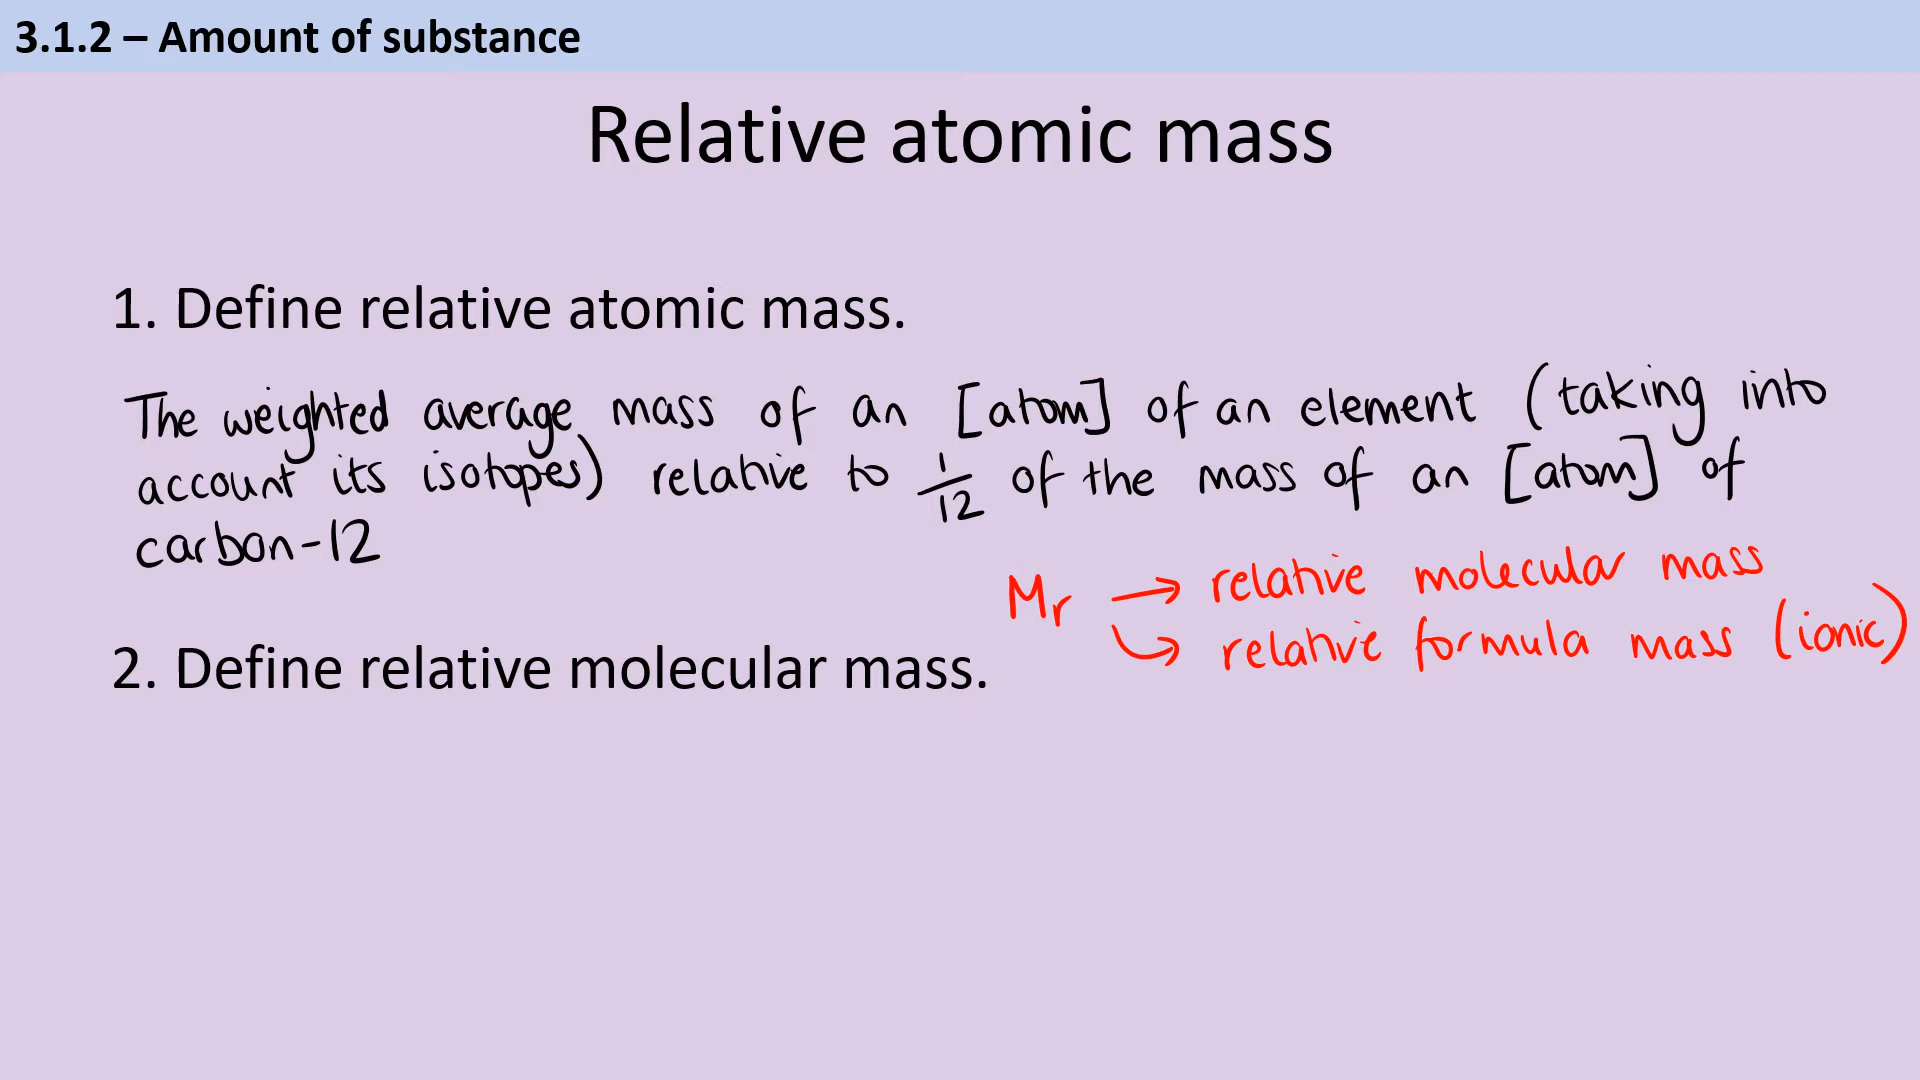 3.1.2 – Amount of substance
Relative atomic mass
1. Define relative atomic mass.
The weighted average mass of an [atom] of an element (taking into
account its isotopes) relative to 1/12 of the mass of an [atom] of
carbon-12
Mr → relative molecular mass
↳ relative formula mass (ionic)
2. Define relative molecular mass.